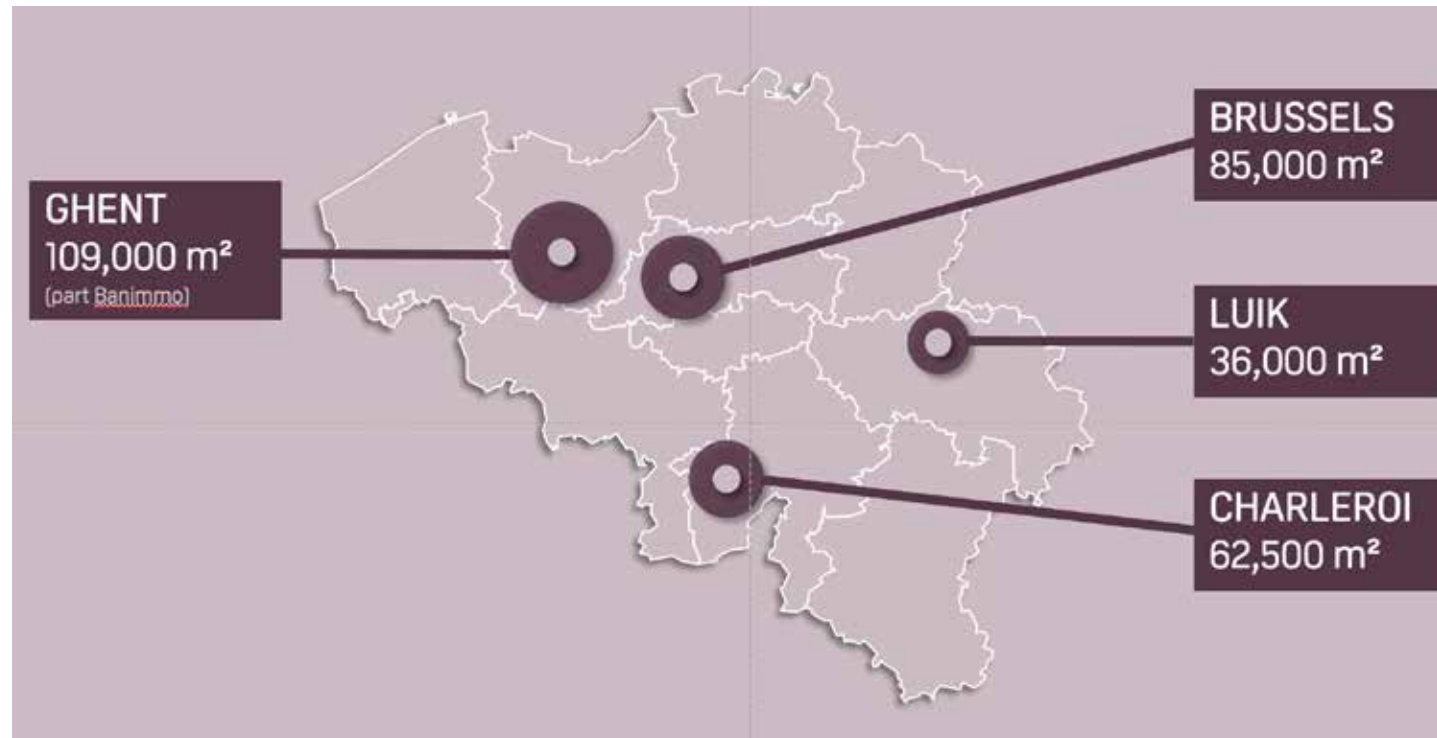 GHENT
109,000 m²
(part Banimmo)
BRUSSELS
85,000 m²
LUIK
36,000 m²
CHARLEROI
62,500 m²